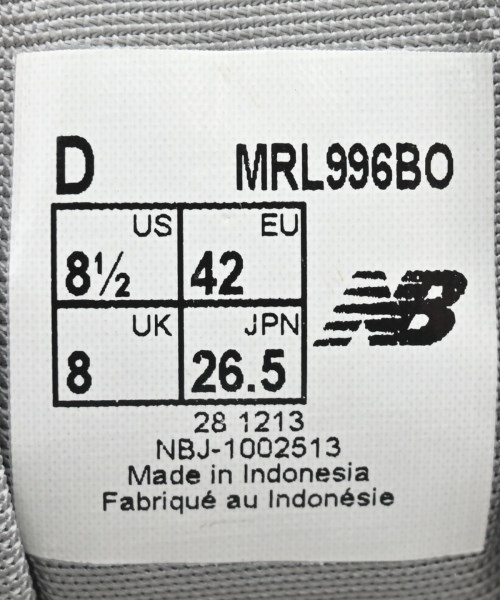 D MRL996BO
US EU
8½ 42
UK JPN
8 26.5
NB
28 1213
NBJ-1002513
Made in Indonesia
Fabriqué au Indonésie